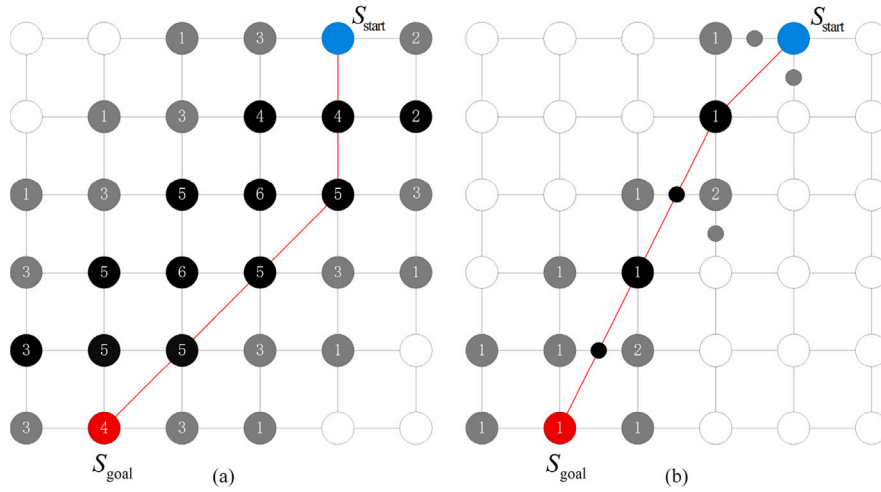 S_start
S_start
1 3 2
1
1 3 4 4 2
1
1 3 5 6 5 3
1 2
3 5 6 5 3 1
1 1
3 5 5 3 1
1 1 2
3 4 3 1
1 1 1
S_goal
(a)
S_goal
(b)